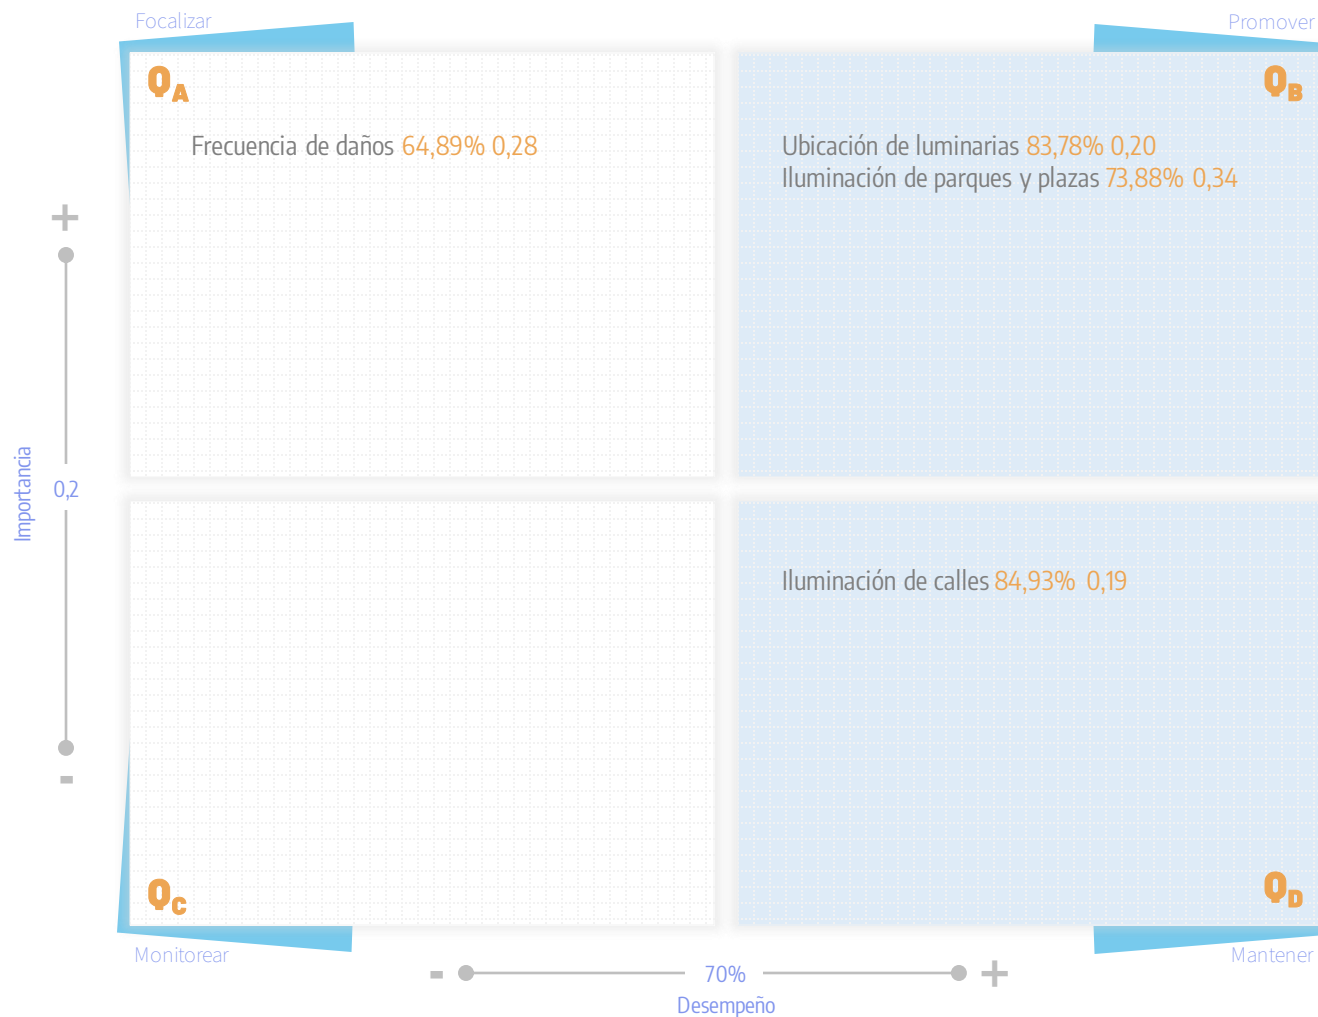 Focalizar
Promover
QA
QB
Frecuencia de daños 64,89% 0,28
Ubicación de luminarias 83,78% 0,20
Iluminación de parques y plazas 73,88% 0,34
+
Importancia
0,2
-
Iluminación de calles 84,93% 0,19
QC
QD
Monitorear
Mantener
- 70% +
Desempeño